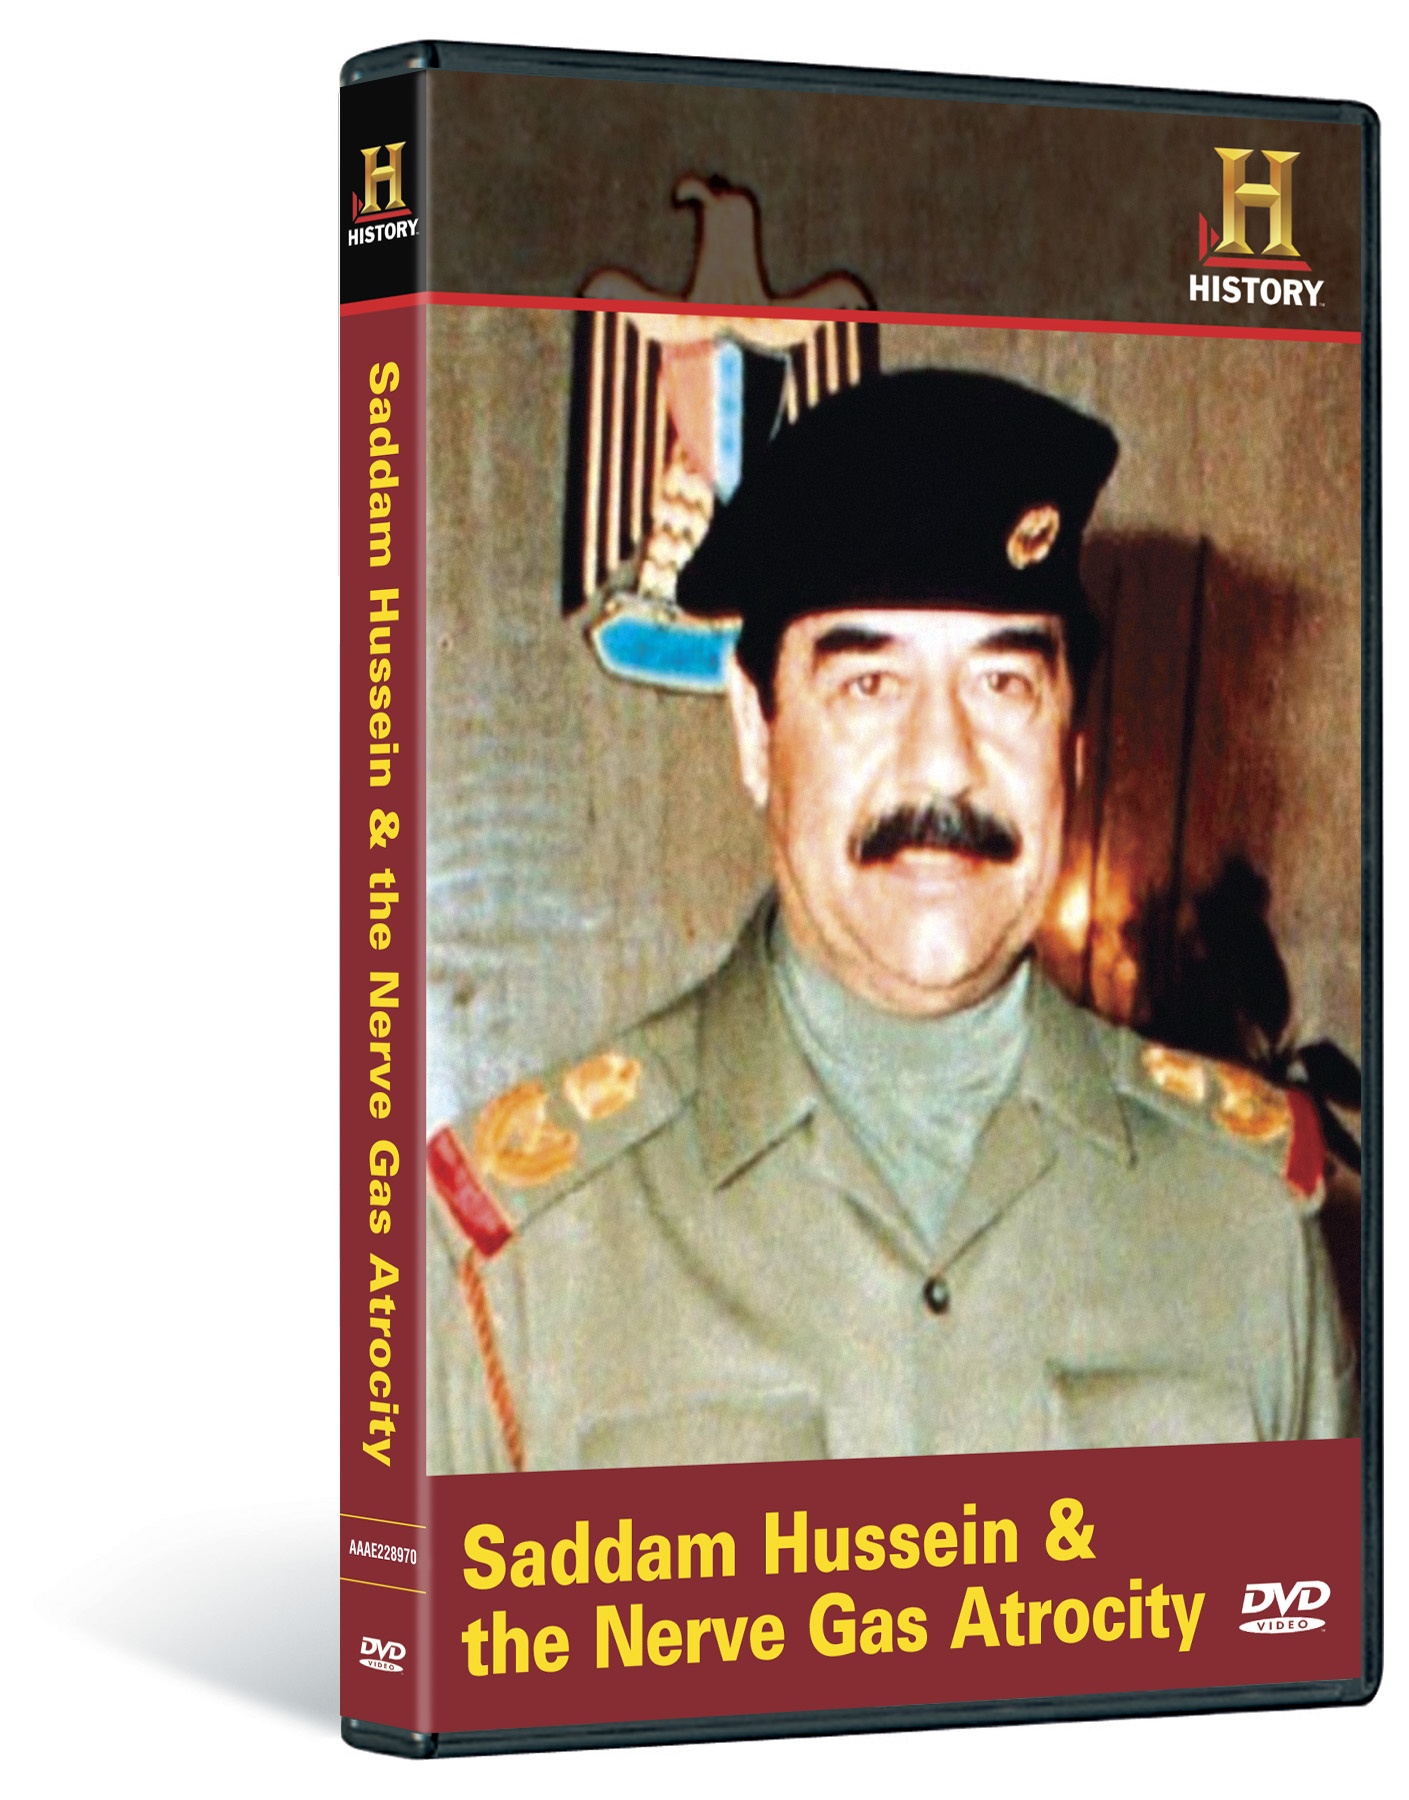 H
HISTORY
Saddam Hussein & the Nerve Gas Atrocity
AAAE228970
DVD
VIDEO
H
HISTORY
Saddam Hussein &
the Nerve Gas Atrocity
DVD
VIDEO